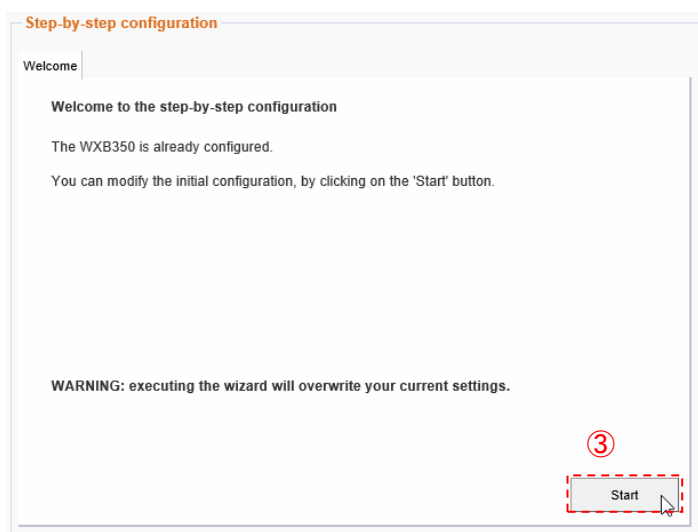 Step-by-step configuration
Welcome
Welcome to the step-by-step configuration
The WXB350 is already configured.
You can modify the initial configuration, by clicking on the 'Start' button.
WARNING: executing the wizard will overwrite your current settings.
③
Start